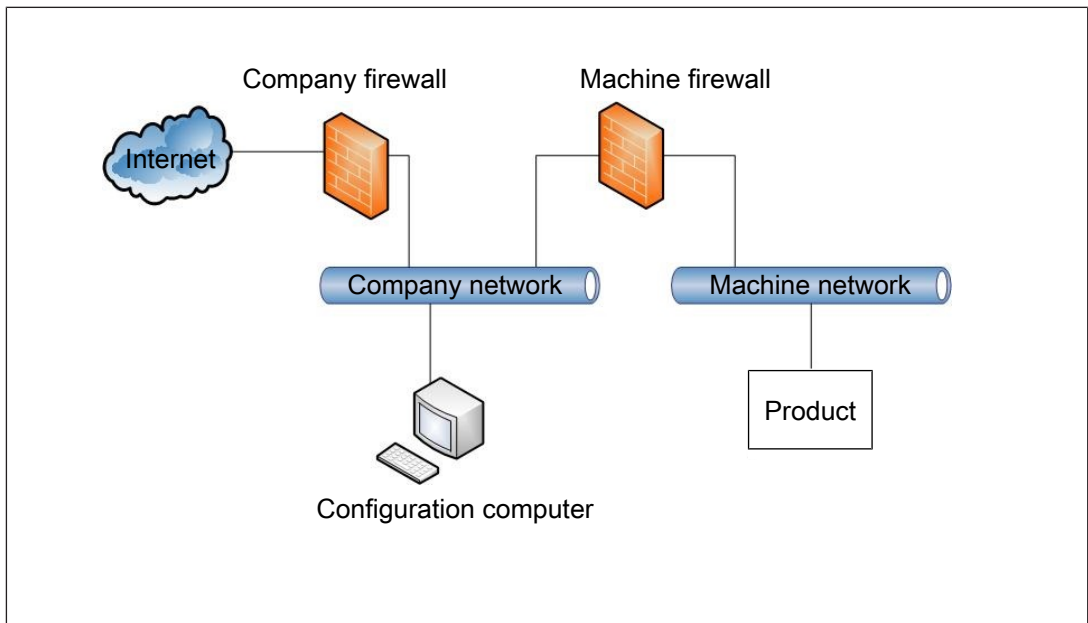 Company firewall
Machine firewall
Internet
Company network
Machine network
Product
Configuration computer